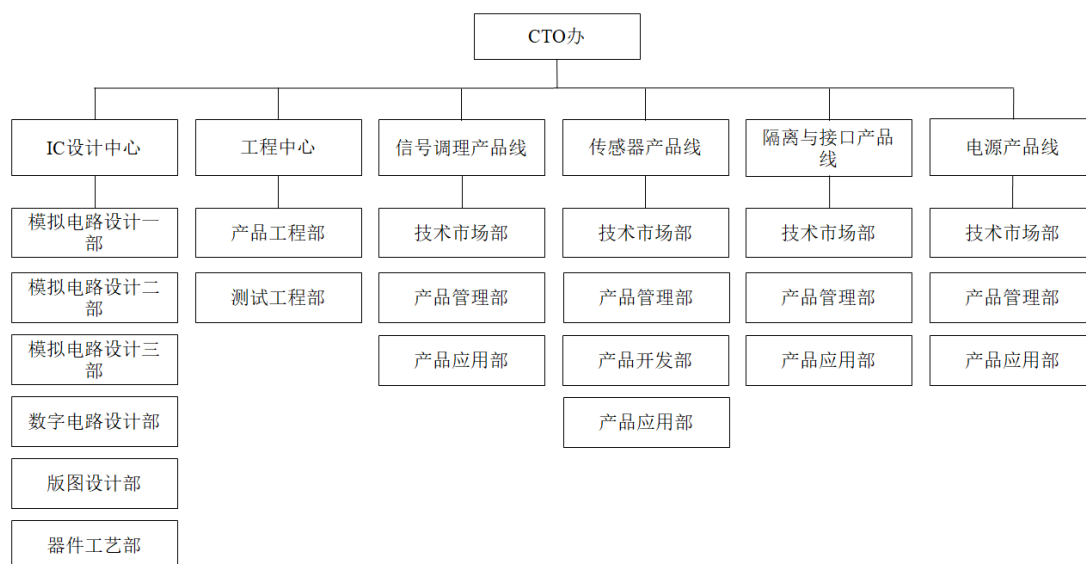 CTO办
IC设计中心
工程中心
信号调理产品线
传感器产品线
隔离与接口产品
线
电源产品线
模拟电路设计一
部
产品工程部
技术市场部
技术市场部
技术市场部
技术市场部
模拟电路设计二
部
测试工程部
产品管理部
产品管理部
产品管理部
产品管理部
模拟电路设计三
部
产品应用部
产品开发部
产品应用部
产品应用部
数字电路设计部
产品应用部
版图设计部
器件工艺部